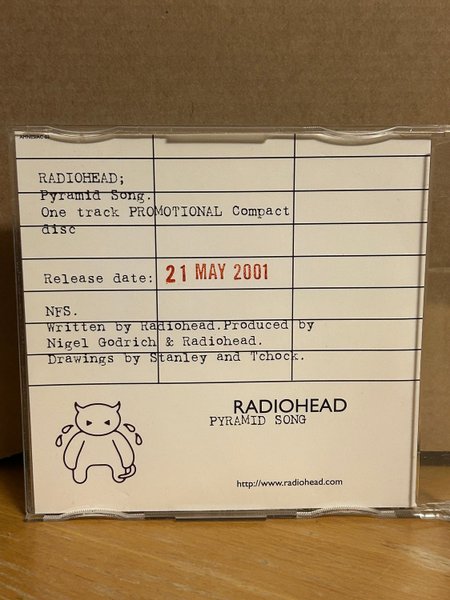 RADIOHEAD;
Pyramid Song.
One track PROMOTIONAL Compact
disc
Release date: 21 MAY 2001
NFS.
Written by Radiohead.Produced by
Nigel Godrich & Radiohead.
Drawings by Stanley and Tchock.
RADIOHEAD
PYRAMID SONG
http://www.radiohead.com